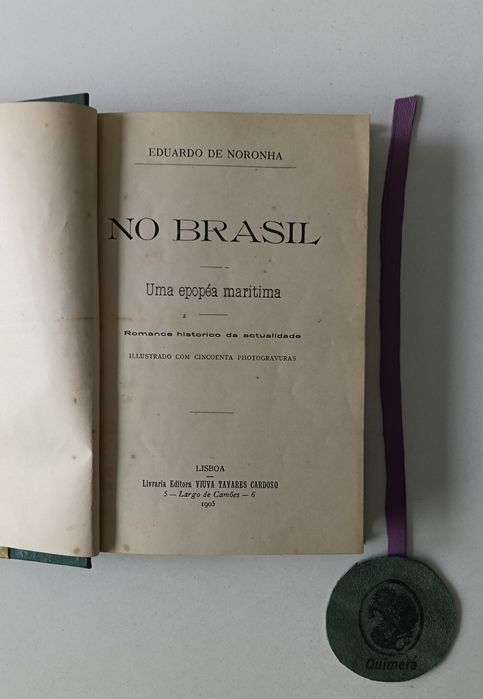 EDUARDO DE NORONHA
NO BRASIL
Uma epopéa maritima
Romance historico da actualidade
ILLUSTRADO COM CINCOENTA PHOTOGRAVURAS
LISBOA
Livraria Editora VIUVA TAVARES CARDOSO
5 — Largo de Camões — 6
1905
Quimera